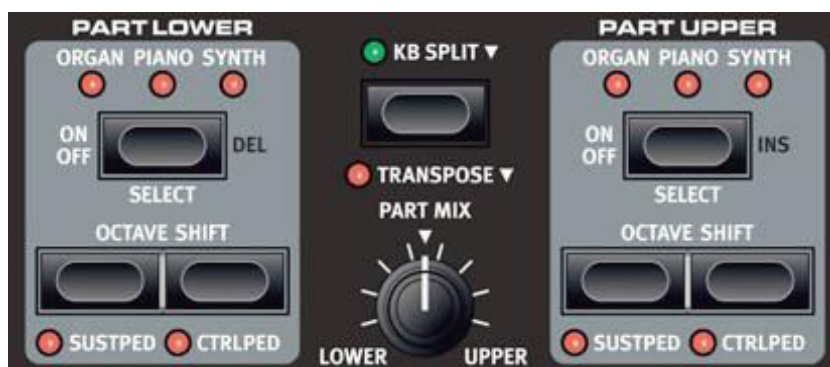 PART LOWER
ORGAN PIANO SYNTH
ON
OFF
DEL
SELECT
OCTAVE SHIFT
SUSTPED CTRLPED
KB SPLIT ▼
TRANSPOSE ▼
PART MIX
LOWER UPPER
PART UPPER
ORGAN PIANO SYNTH
ON
OFF
INS
SELECT
OCTAVE SHIFT
SUSTPED CTRLPED